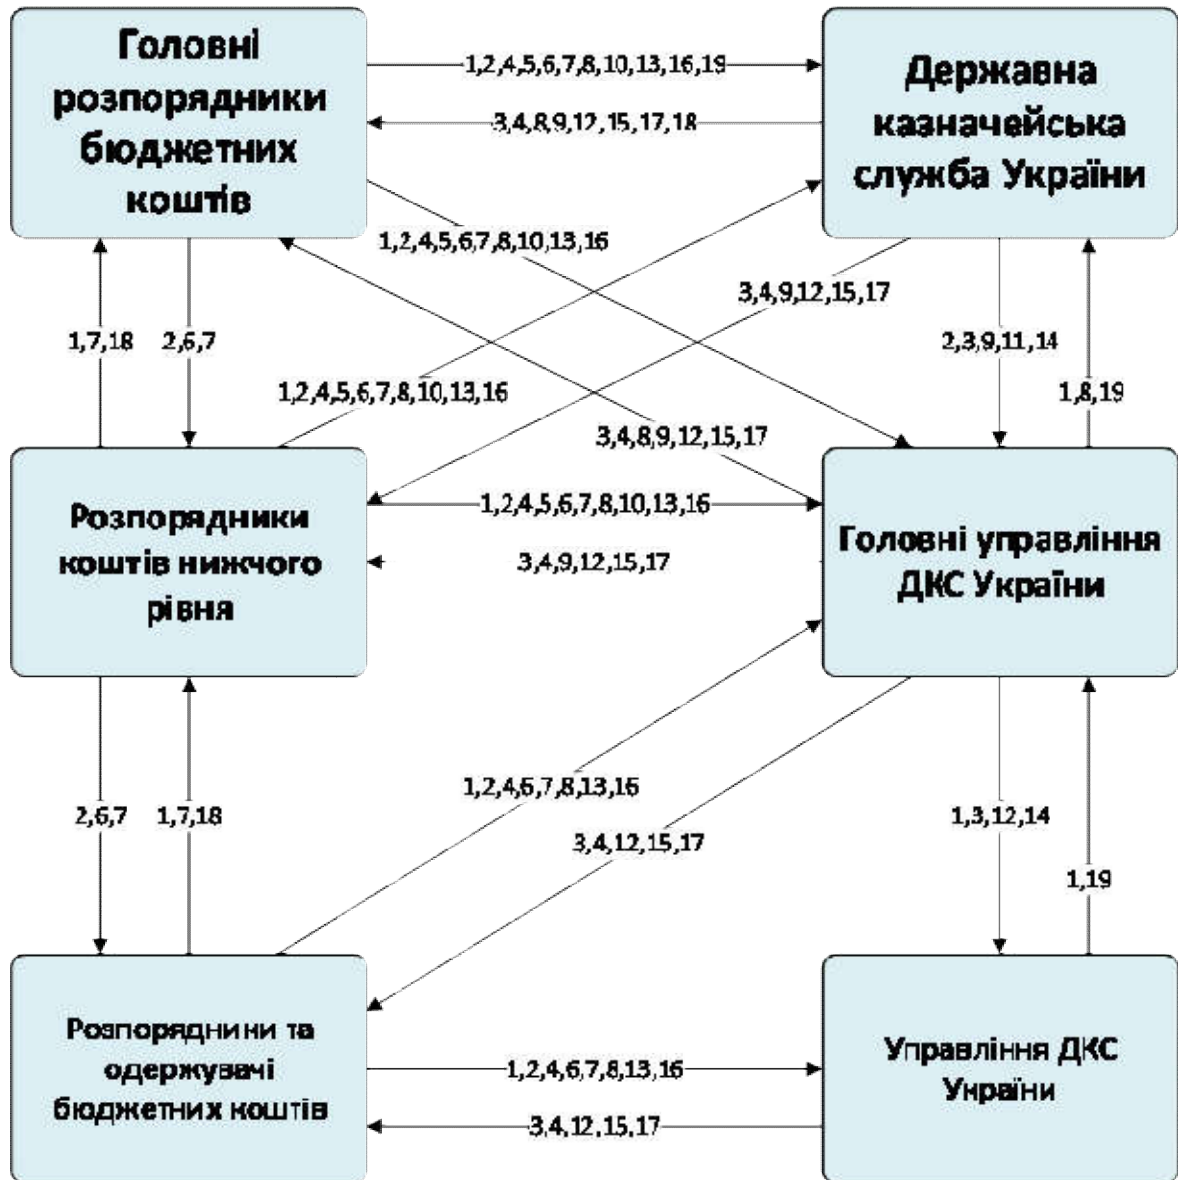 Головні
розпорядники
бюджетних
коштів
1,2,4,5,6,7,8,10,13,16,19
3,4,8,9,12,15,17,18
Державна
казначейська
служба України
1,2,4,5,6,7,8,10,13,16
3,4,9,12,15,17
1,7,18
2,6,7
2,3,9,11,14
1,8,19
1,2,4,5,6,7,8,10,13,16
3,4,8,9,12,15,17
Розпорядники
коштів нижчого
рівня
1,2,4,5,6,7,8,10,13,16
3,4,9,12,15,17
Головні управління
ДКС України
2,6,7
1,7,18
1,2,4,6,7,8,13,16
3,4,12,15,17
1,3,12,14
1,19
Розпоряднини та
одержувачі
бюджетних коштів
1,2,4,6,7,8,13,16
3,4,12,15,17
Управління ДКС
України